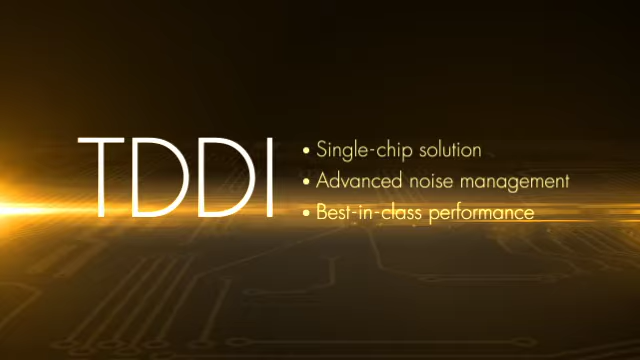 TDDI
• Single-chip solution
• Advanced noise management
• Best-in-class performance